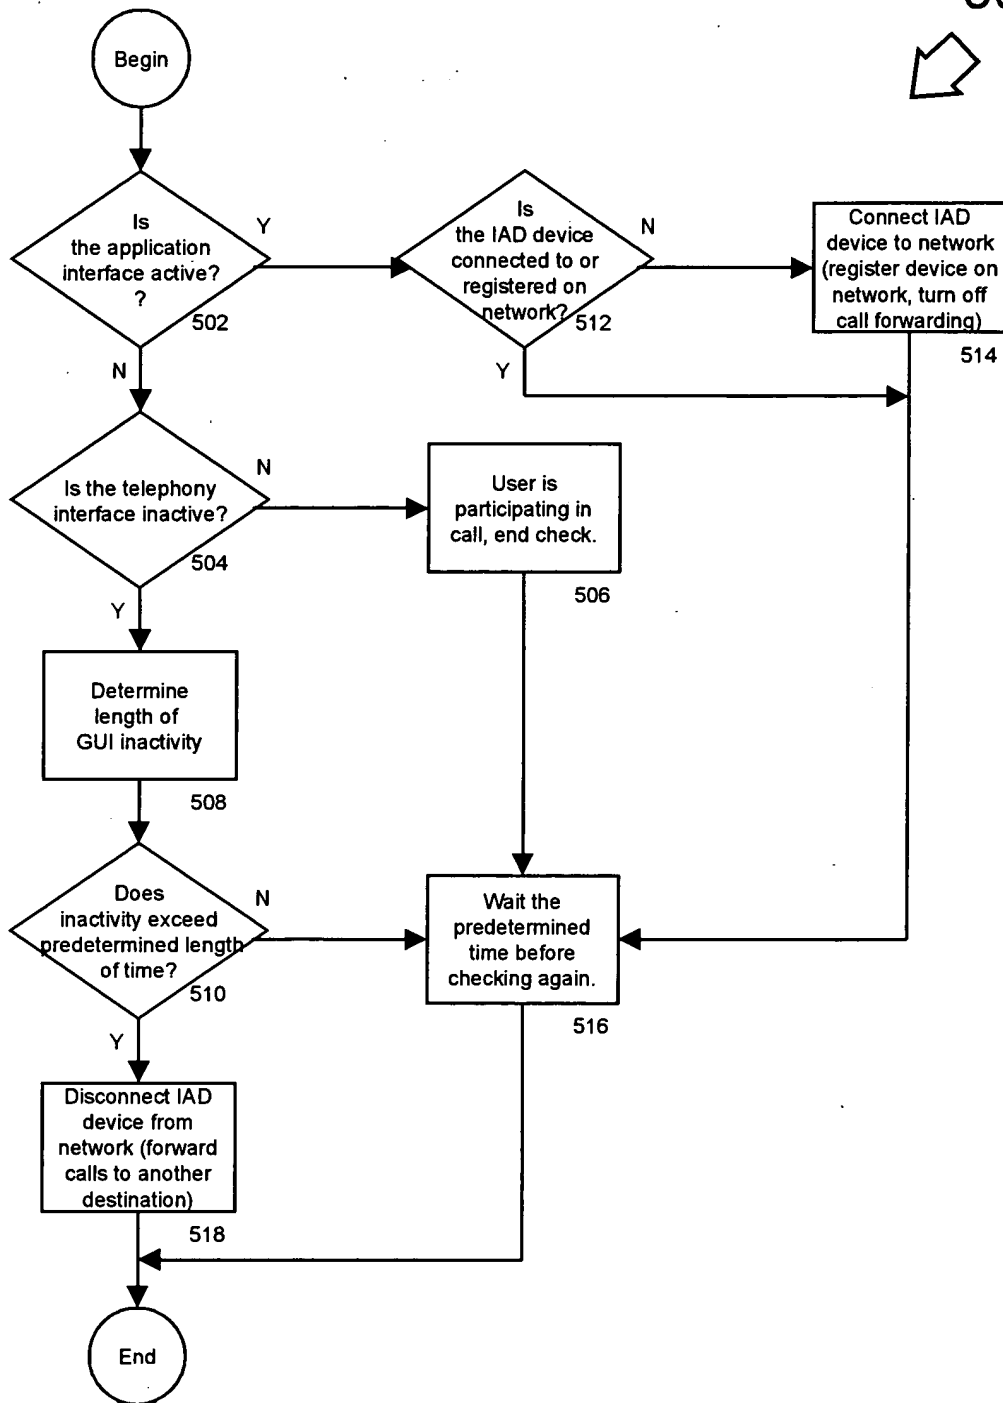 Begin
Is
the application
interface active?
?
Y
502
N
Is
the IAD device
connected to or
registered on
network?
N
512
Y
Connect IAD
device to network
(register device on
network, turn off
call forwarding)
514
Is the telephony
interface inactive?
N
504
Y
User is
participating in
call, end check.
506
Determine
length of
GUI inactivity
508
Does
inactivity exceed
predetermined length
of time?
N
510
Y
Wait the
predetermined
time before
checking again.
516
Disconnect IAD
device from
network (forward
calls to another
destination)
518
End